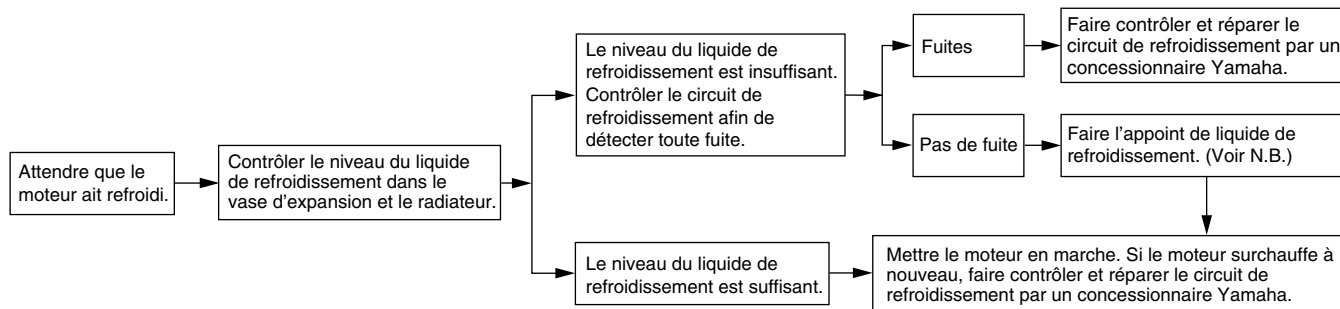 Attendre que le
moteur ait refroidi.
Contrôler le niveau du liquide
de refroidissement dans le
vase d’expansion et le radiateur.
Le niveau du liquide de
refroidissement est insuffisant.
Contrôler le circuit de
refroidissement afin de
détecter toute fuite.
Fuites
Faire contrôler et réparer le
circuit de refroidissement par un
concessionnaire Yamaha.
Pas de fuite
Faire l’appoint de liquide de
refroidissement. (Voir N.B.)
Le niveau du liquide de
refroidissement est suffisant.
Mettre le moteur en marche. Si le moteur surchauffe à
nouveau, faire contrôler et réparer le circuit de
refroidissement par un concessionnaire Yamaha.